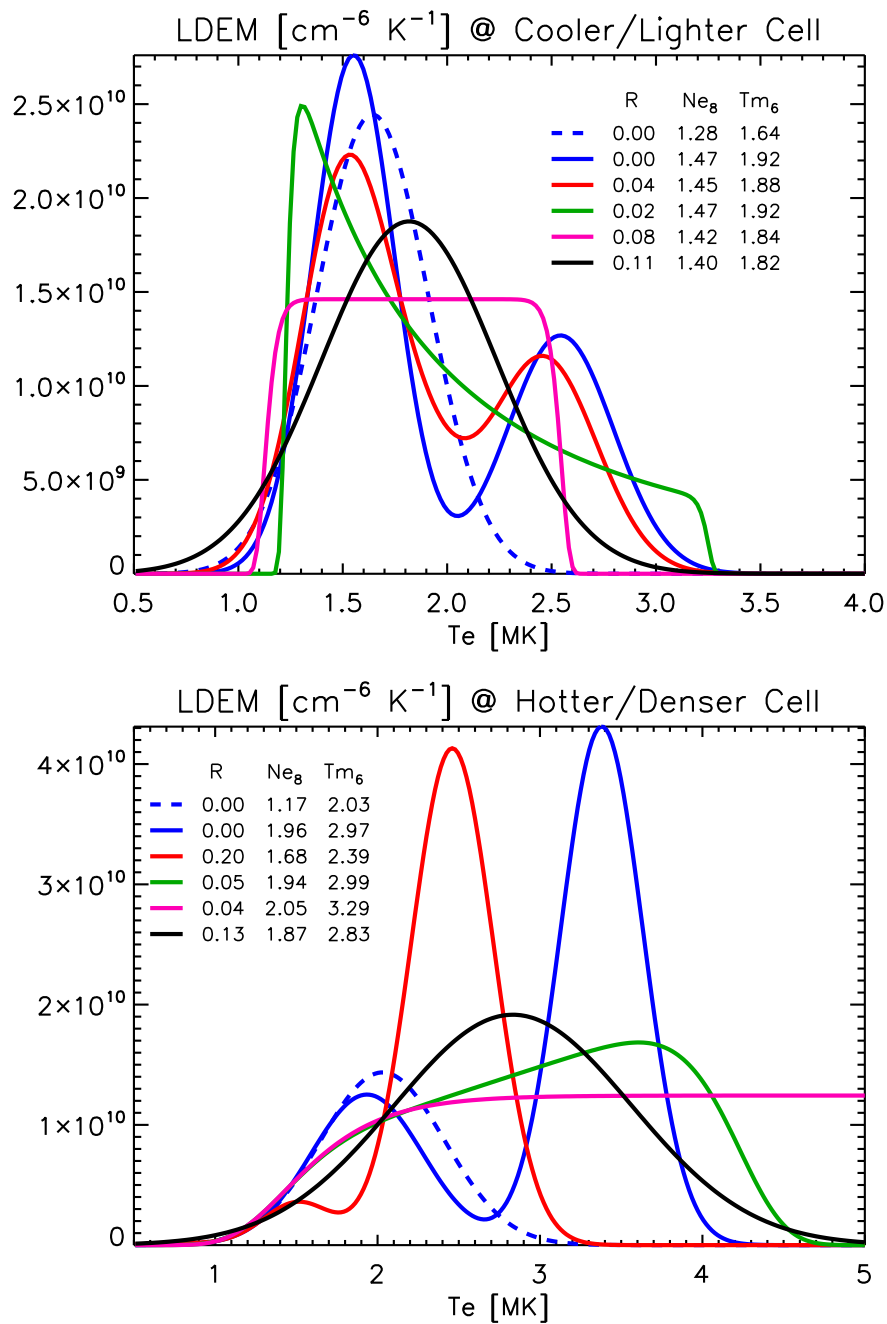 LDEM [cm⁻⁶ K⁻¹] @ Cooler/Lighter Cell
R Ne₈ Tm₆
0.00 1.28 1.64
0.00 1.47 1.92
0.04 1.45 1.88
0.02 1.47 1.92
0.08 1.42 1.84
0.11 1.40 1.82
2.5×10¹⁰
2.0×10¹⁰
1.5×10¹⁰
1.0×10¹⁰
5.0×10⁹
0
0.5 1.0 1.5 2.0 2.5 3.0 3.5 4.0
Te [MK]
LDEM [cm⁻⁶ K⁻¹] @ Hotter/Denser Cell
R Ne₈ Tm₆
0.00 1.17 2.03
0.00 1.96 2.97
0.20 1.68 2.39
0.05 1.94 2.99
0.04 2.05 3.29
0.13 1.87 2.83
4×10¹⁰
3×10¹⁰
2×10¹⁰
1×10¹⁰
0
1 2 3 4 5
Te [MK]